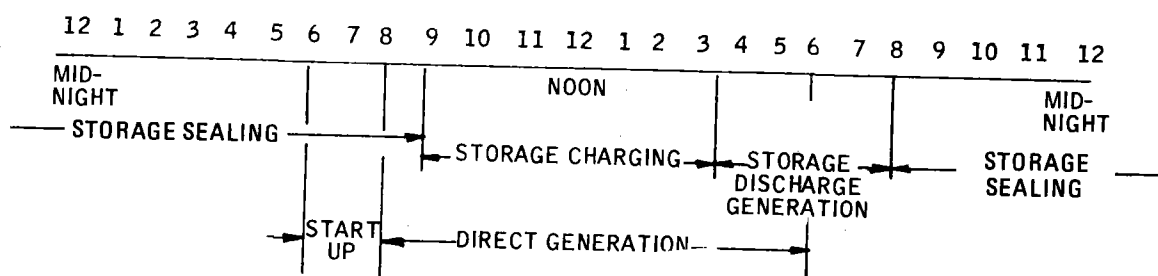 12 1 2 3 4 5 6 7 8 9 10 11 12 1 2 3 4 5 6 7 8 9 10 11 12
MID-
NIGHT
NOON
MID-
NIGHT
STORAGE SEALING
STORAGE CHARGING
STORAGE
DISCHARGE
GENERATION
STORAGE
SEALING
START
UP
DIRECT GENERATION